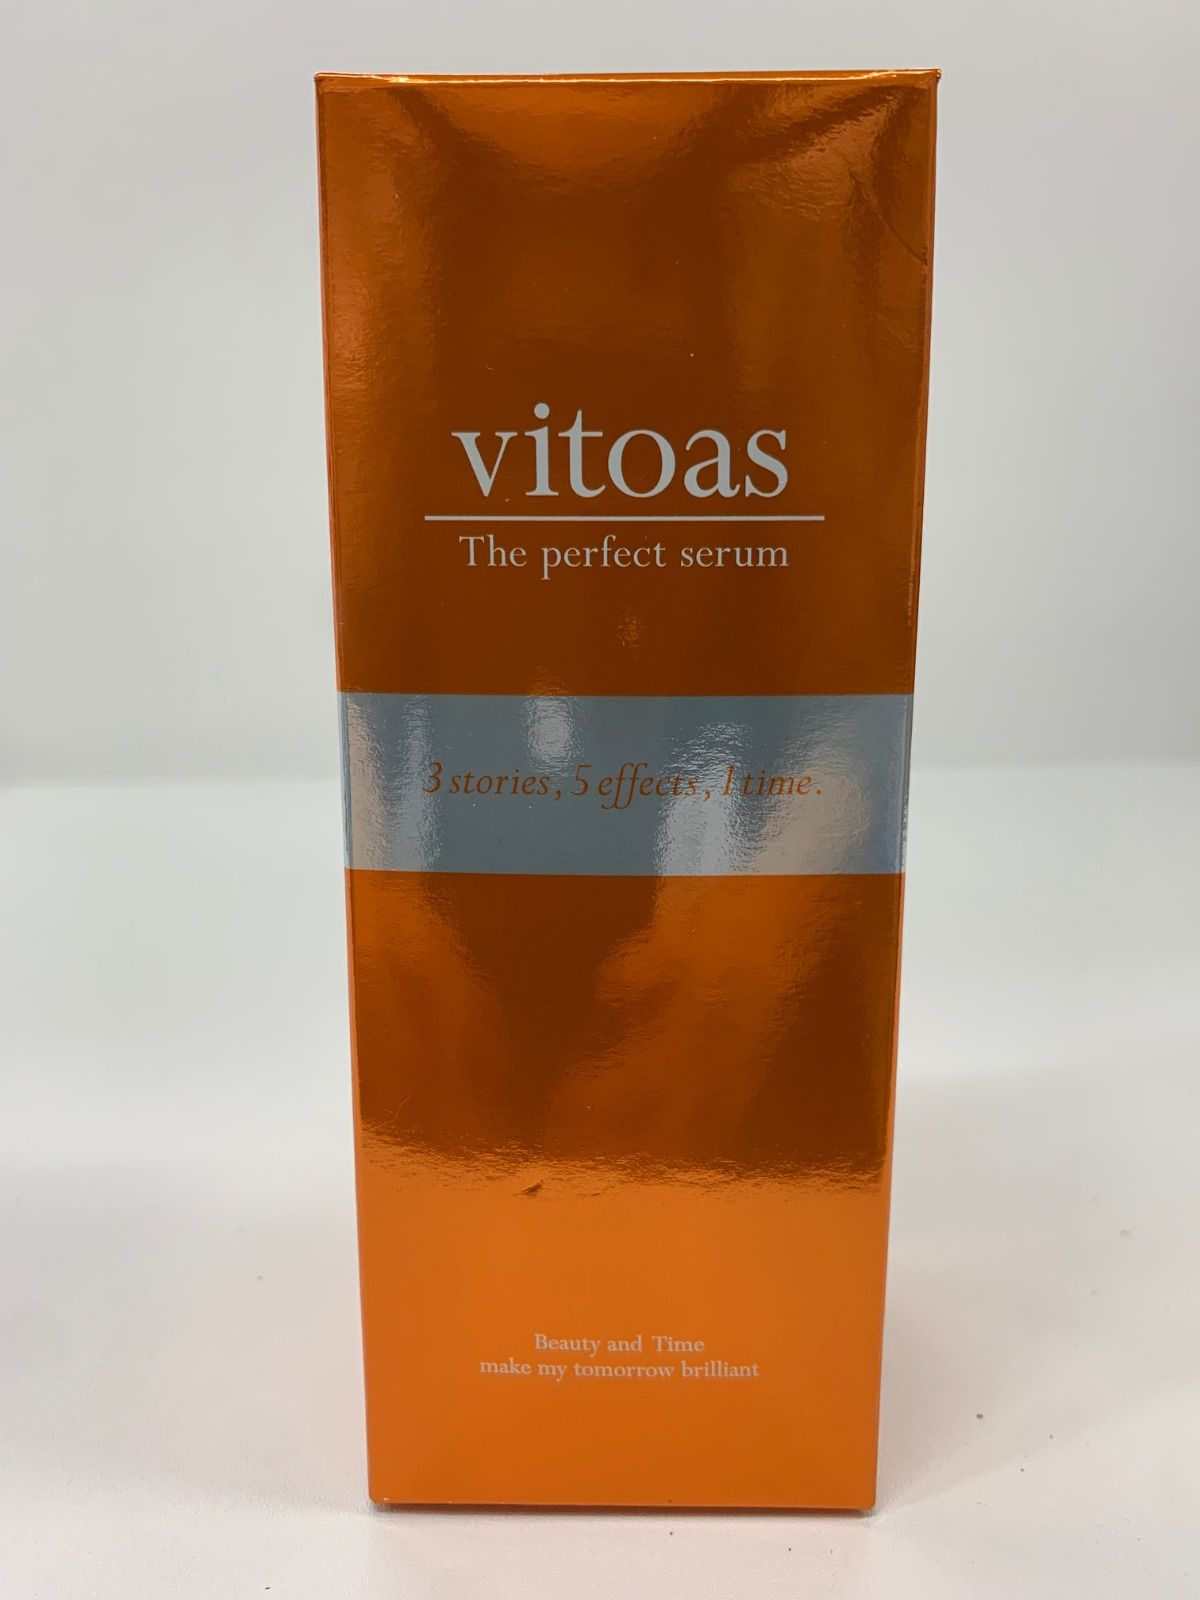 vitoas
The perfect serum
3 stories, 5 effects, 1 time.
Beauty and Time
make my tomorrow brilliant